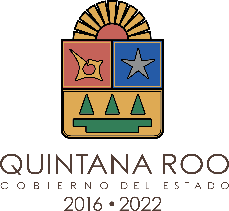 QUINTANA ROO
GOBIERNO DEL ESTADO
2016 • 2022